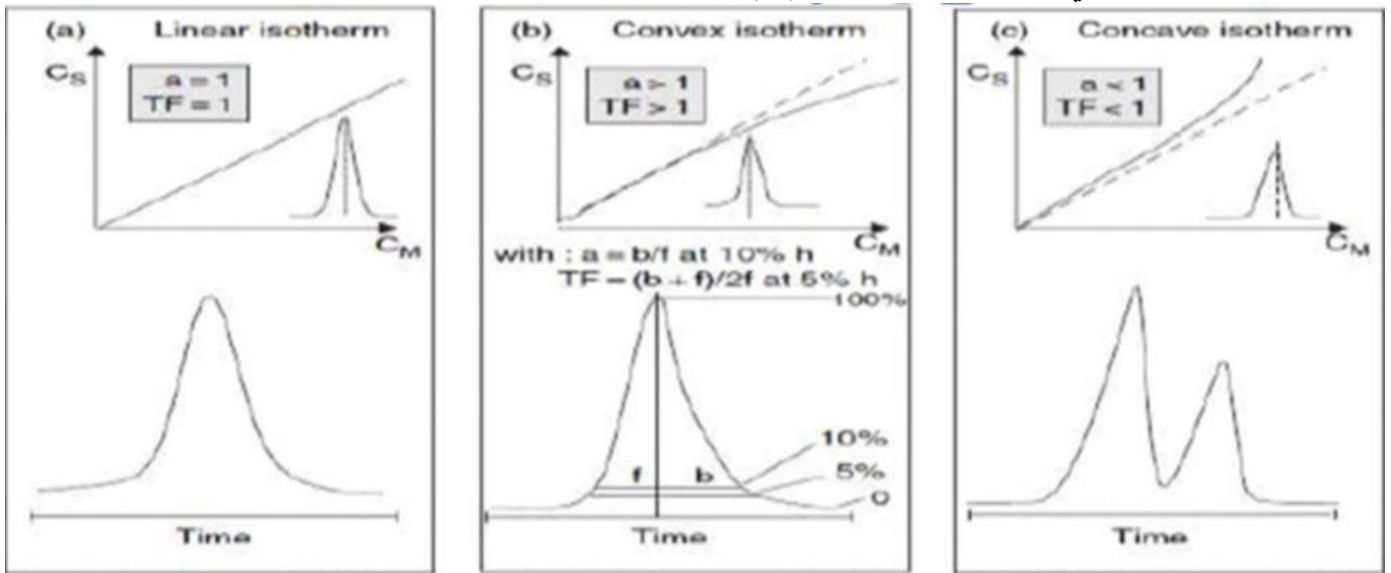 (a) Linear isotherm
C_S
a = 1
TF = 1
C_M
Time
(b) Convex isotherm
C_S
a > 1
TF > 1
C_M
with : a = b/f at 10% h
TF = (b + f)/2f at 5% h
100%
10%
f b
5%
0
Time
(c) Concave isotherm
C_S
a < 1
TF < 1
C_M
Time